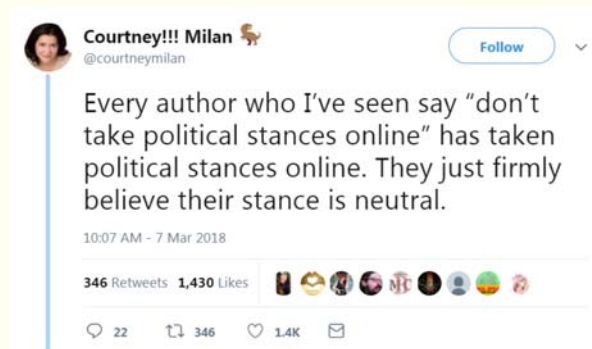 Courtney!!! Milan
@courtneymilan
Follow
Every author who I've seen say “don't
take political stances online” has taken
political stances online. They just firmly
believe their stance is neutral.
10:07 AM - 7 Mar 2018
346 Retweets 1,430 Likes
22 346 1.4K